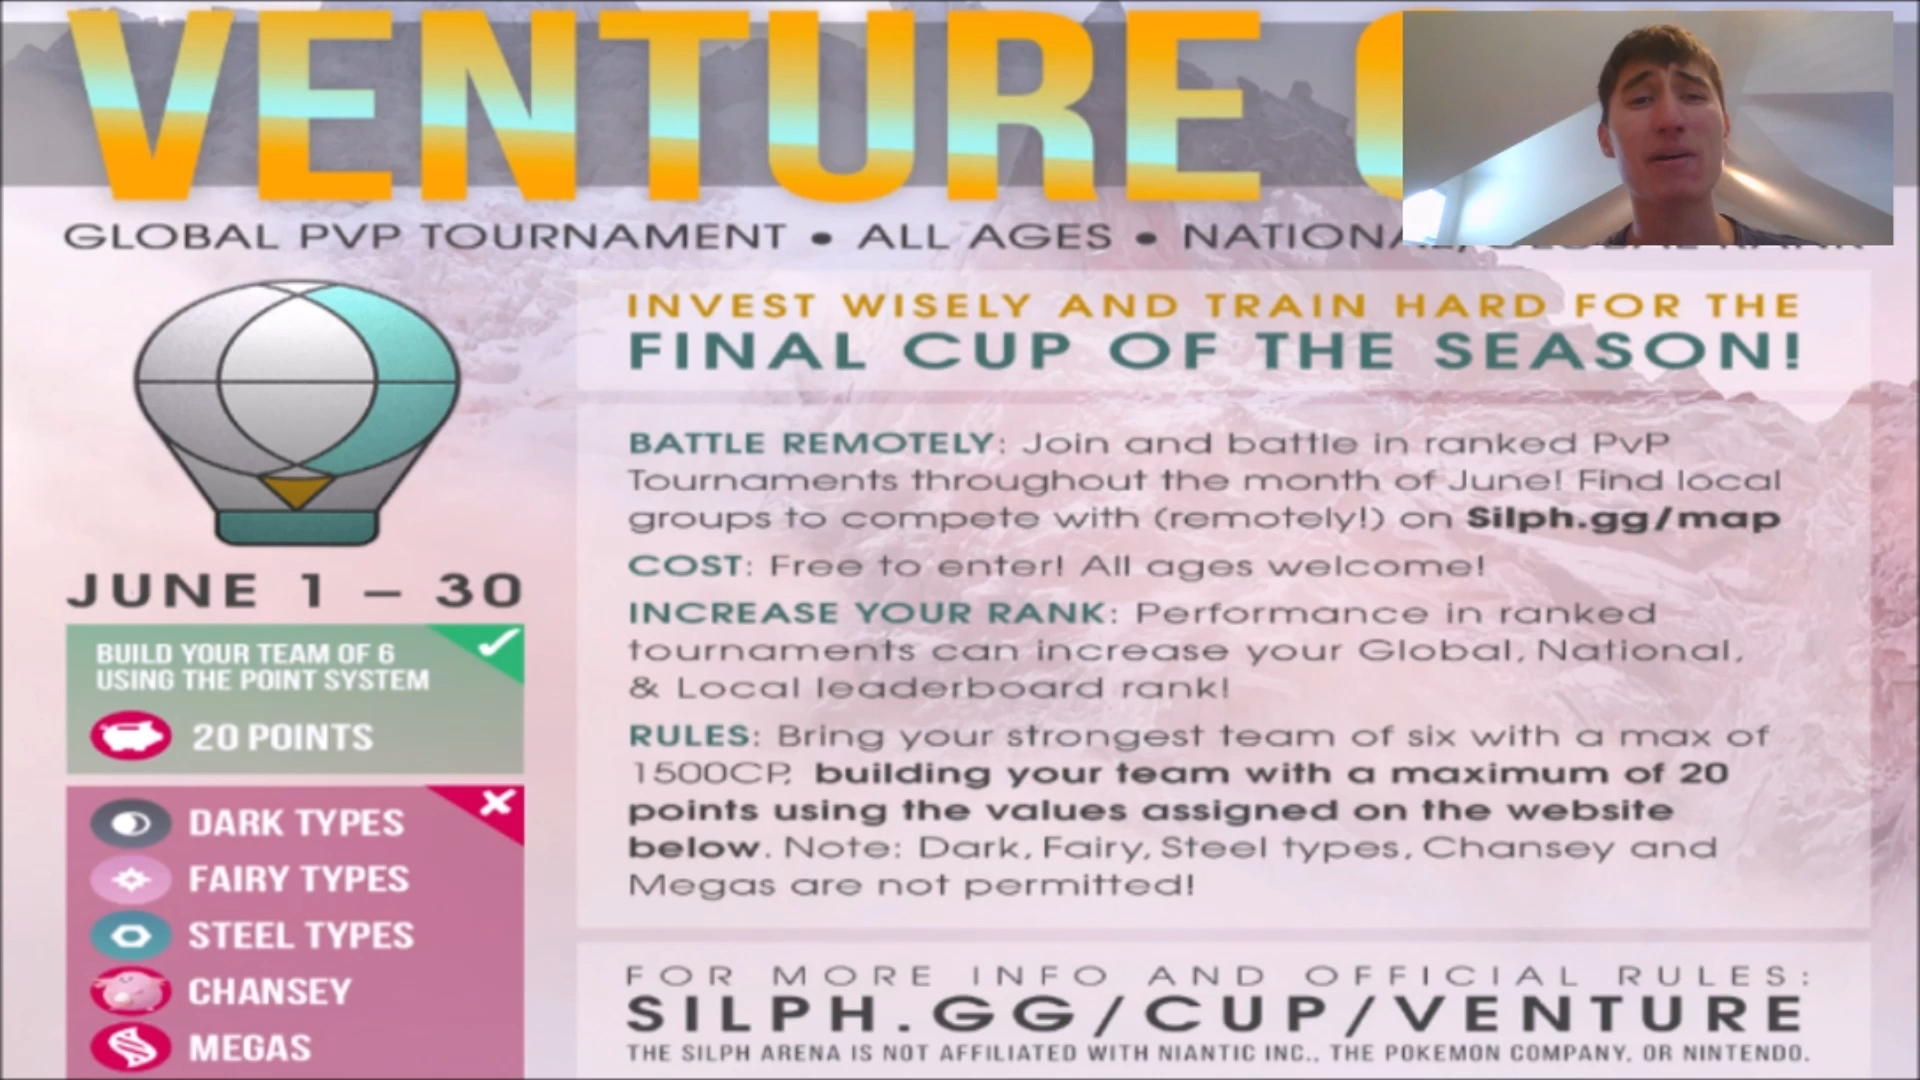 VENTURE
GLOBAL PVP TOURNAMENT • ALL AGES •
INVEST WISELY AND TRAIN HARD FOR THE
FINAL CUP OF THE SEASON!
BATTLE REMOTELY: Join and battle in ranked PvP
Tournaments throughout the month of June! Find local
groups to compete with (remotely!) on Silph.gg/map
COST: Free to enter! All ages welcome!
INCREASE YOUR RANK: Performance in ranked
tournaments can increase your Global, National,
& Local leaderboard rank!
RULES: Bring your strongest team of six with a max of
1500CP, building your team with a maximum of 20
points using the values assigned on the website
below. Note: Dark, Fairy, Steel types, Chansey and
Megas are not permitted!
FOR MORE INFO AND OFFICIAL RULES:
SILPH.GG/CUP/VENTURE
THE SILPH ARENA IS NOT AFFILIATED WITH NIANTIC INC., THE POKEMON COMPANY, OR NINTENDO.
JUNE 1 – 30
BUILD YOUR TEAM OF 6
USING THE POINT SYSTEM
20 POINTS
DARK TYPES
FAIRY TYPES
STEEL TYPES
CHANSEY
MEGAS